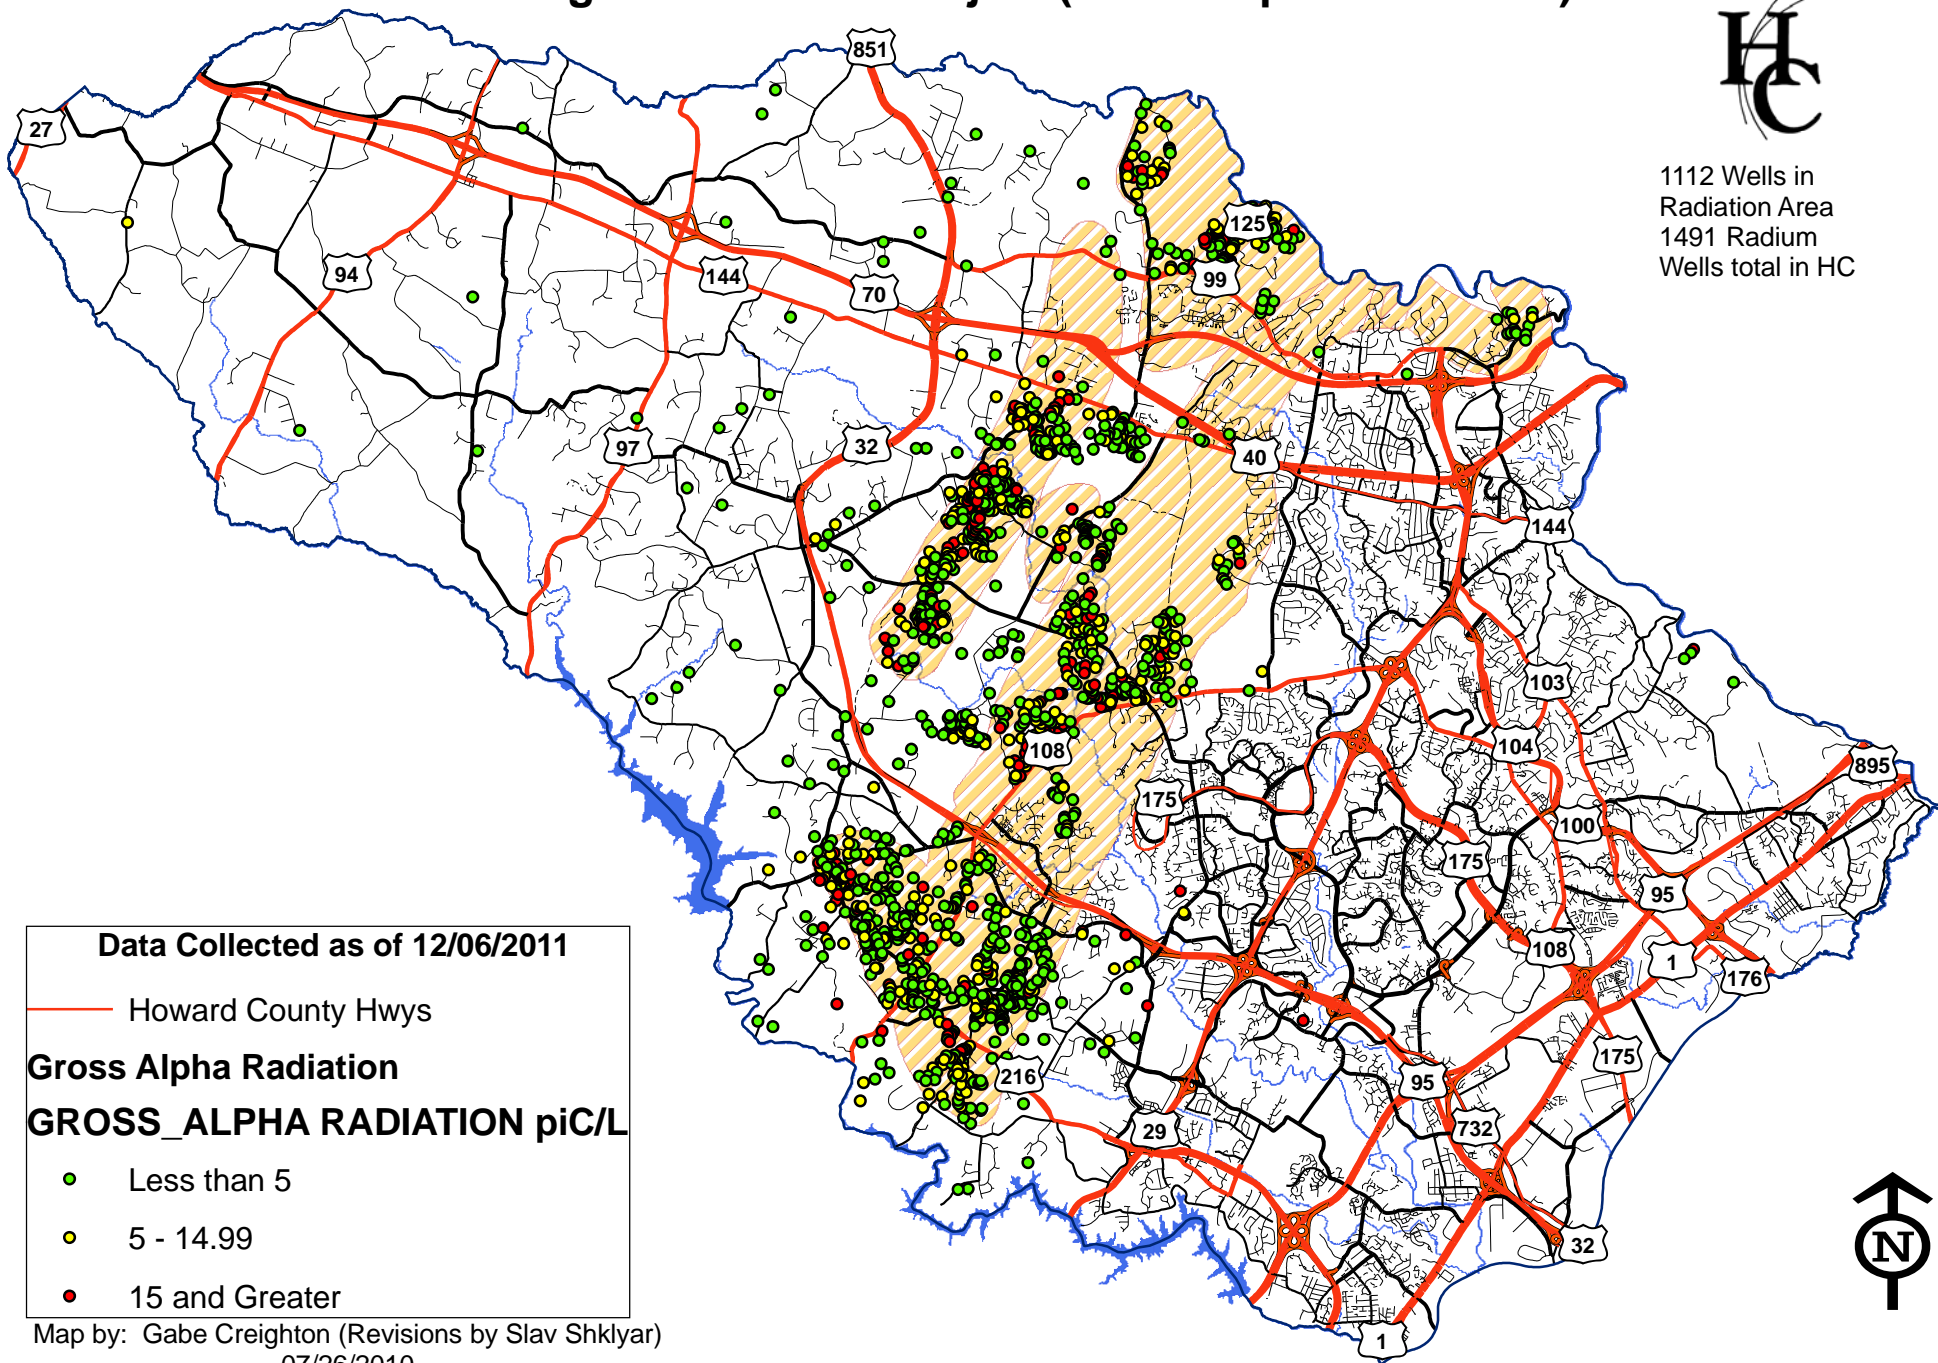 851
27
HC
1112 Wells in
Radiation Area
1491 Radium
Wells total in HC
125
94
144
70
99
97
32
40
144
103
108
104
895
175
100
175
95
108
1
176
175
216
95
29
732
32
1
Data Collected as of 12/06/2011
Howard County Hwys
Gross Alpha Radiation
GROSS_ALPHA RADIATION piC/L
Less than 5
5 - 14.99
15 and Greater
Map by: Gabe Creighton (Revisions by Slav Shklyar)
07/26/2010
N